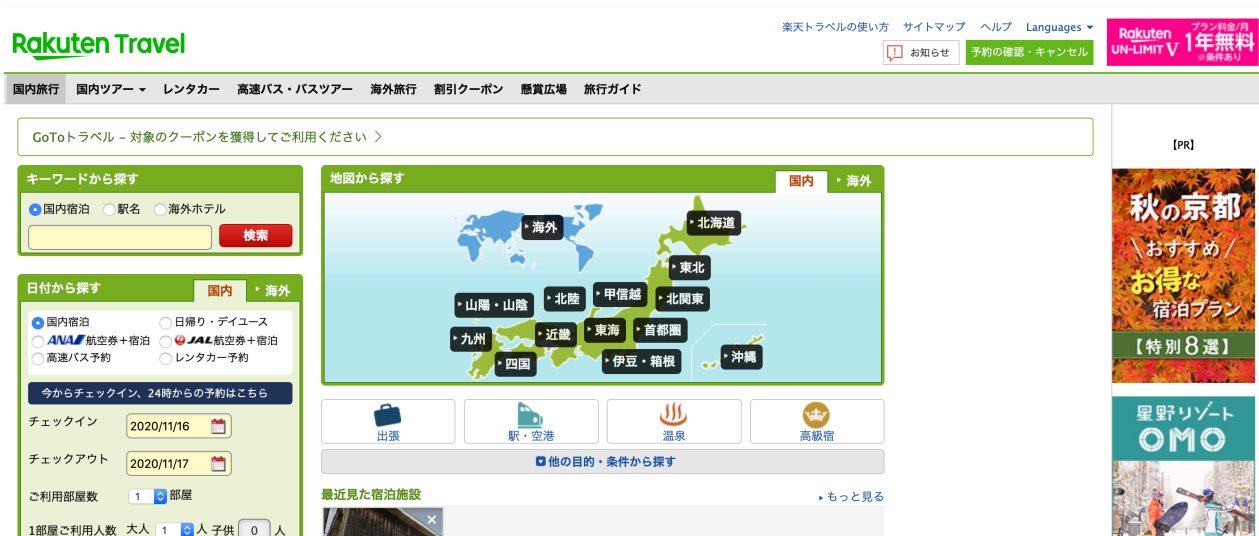 Rakuten Travel
楽天トラベルの使い方 サイトマップ ヘルプ Languages
お知らせ 予約の確認・キャンセル
Rakuten UN-LIMIT V プラン料金/月 1年無料 ※条件あり
国内旅行 国内ツアー レンタカー 高速バス・バスツアー 海外旅行 割引クーポン 懸賞広場 旅行ガイド
GoToトラベル – 対象のクーポンを獲得してご利用ください
キーワードから探す
国内宿泊 駅名 海外ホテル
検索
日付から探す 国内 海外
国内宿泊 日帰り・デイユース
ANA航空券＋宿泊 JAL航空券＋宿泊
高速バス予約 レンタカー予約
今からチェックイン、24時からの予約はこちら
チェックイン 2020/11/16
チェックアウト 2020/11/17
ご利用部屋数 1 部屋
1部屋ご利用人数 大人 1 人 子供 0 人
地図から探す 国内 海外
海外
北海道
東北
山陽・山陰 北陸 甲信越 北関東
九州 近畿 東海 首都圏
四国 伊豆・箱根 沖縄
出張 駅・空港 温泉 高級宿
他の目的・条件から探す
最近見た宿泊施設 もっと見る
【PR】
秋の京都
\おすすめ/
お得な
宿泊プラン
【特別8選】
星野リゾート
OMO